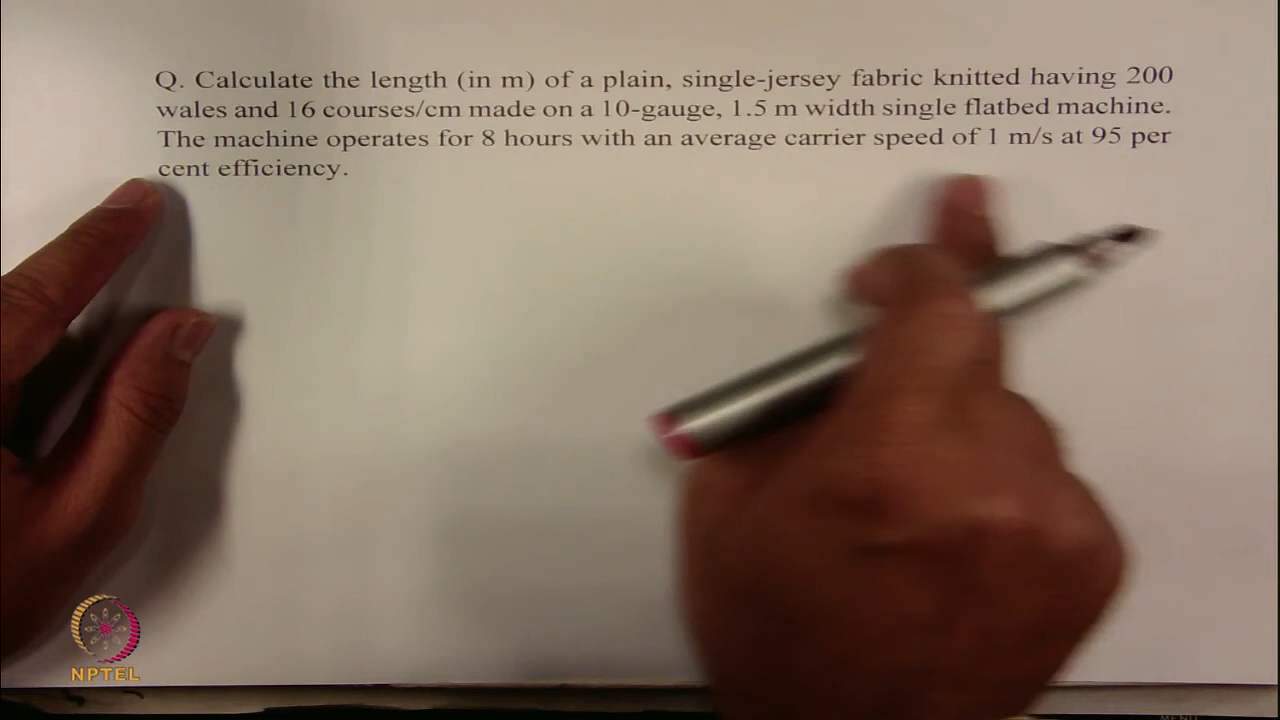 Q. Calculate the length (in m) of a plain, single-jersey fabric knitted having 200
wales and 16 courses/cm made on a 10-gauge, 1.5 m width single flatbed machine.
The machine operates for 8 hours with an average carrier speed of 1 m/s at 95 per
cent efficiency.
NPTEL